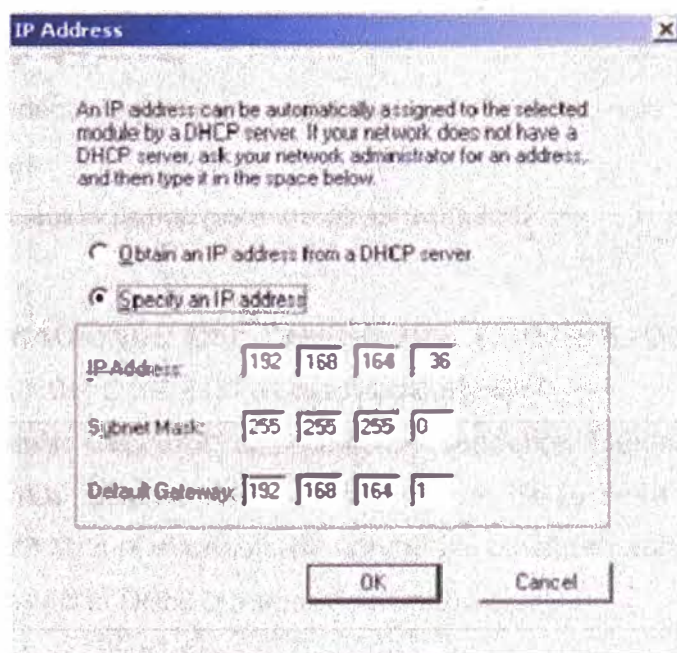 IP Address
An IP address can be automatically assigned to the selected
module by a DHCP server. If your network does not have a
DHCP server, ask your network administrator for an address,
and then type it in the space below.
Obtain an IP address from a DHCP server
Specify an IP address
IP Address: 192 168 164 36
Subnet Mask: 255 255 255 0
Default Gateway: 192 168 164 1
OK Cancel